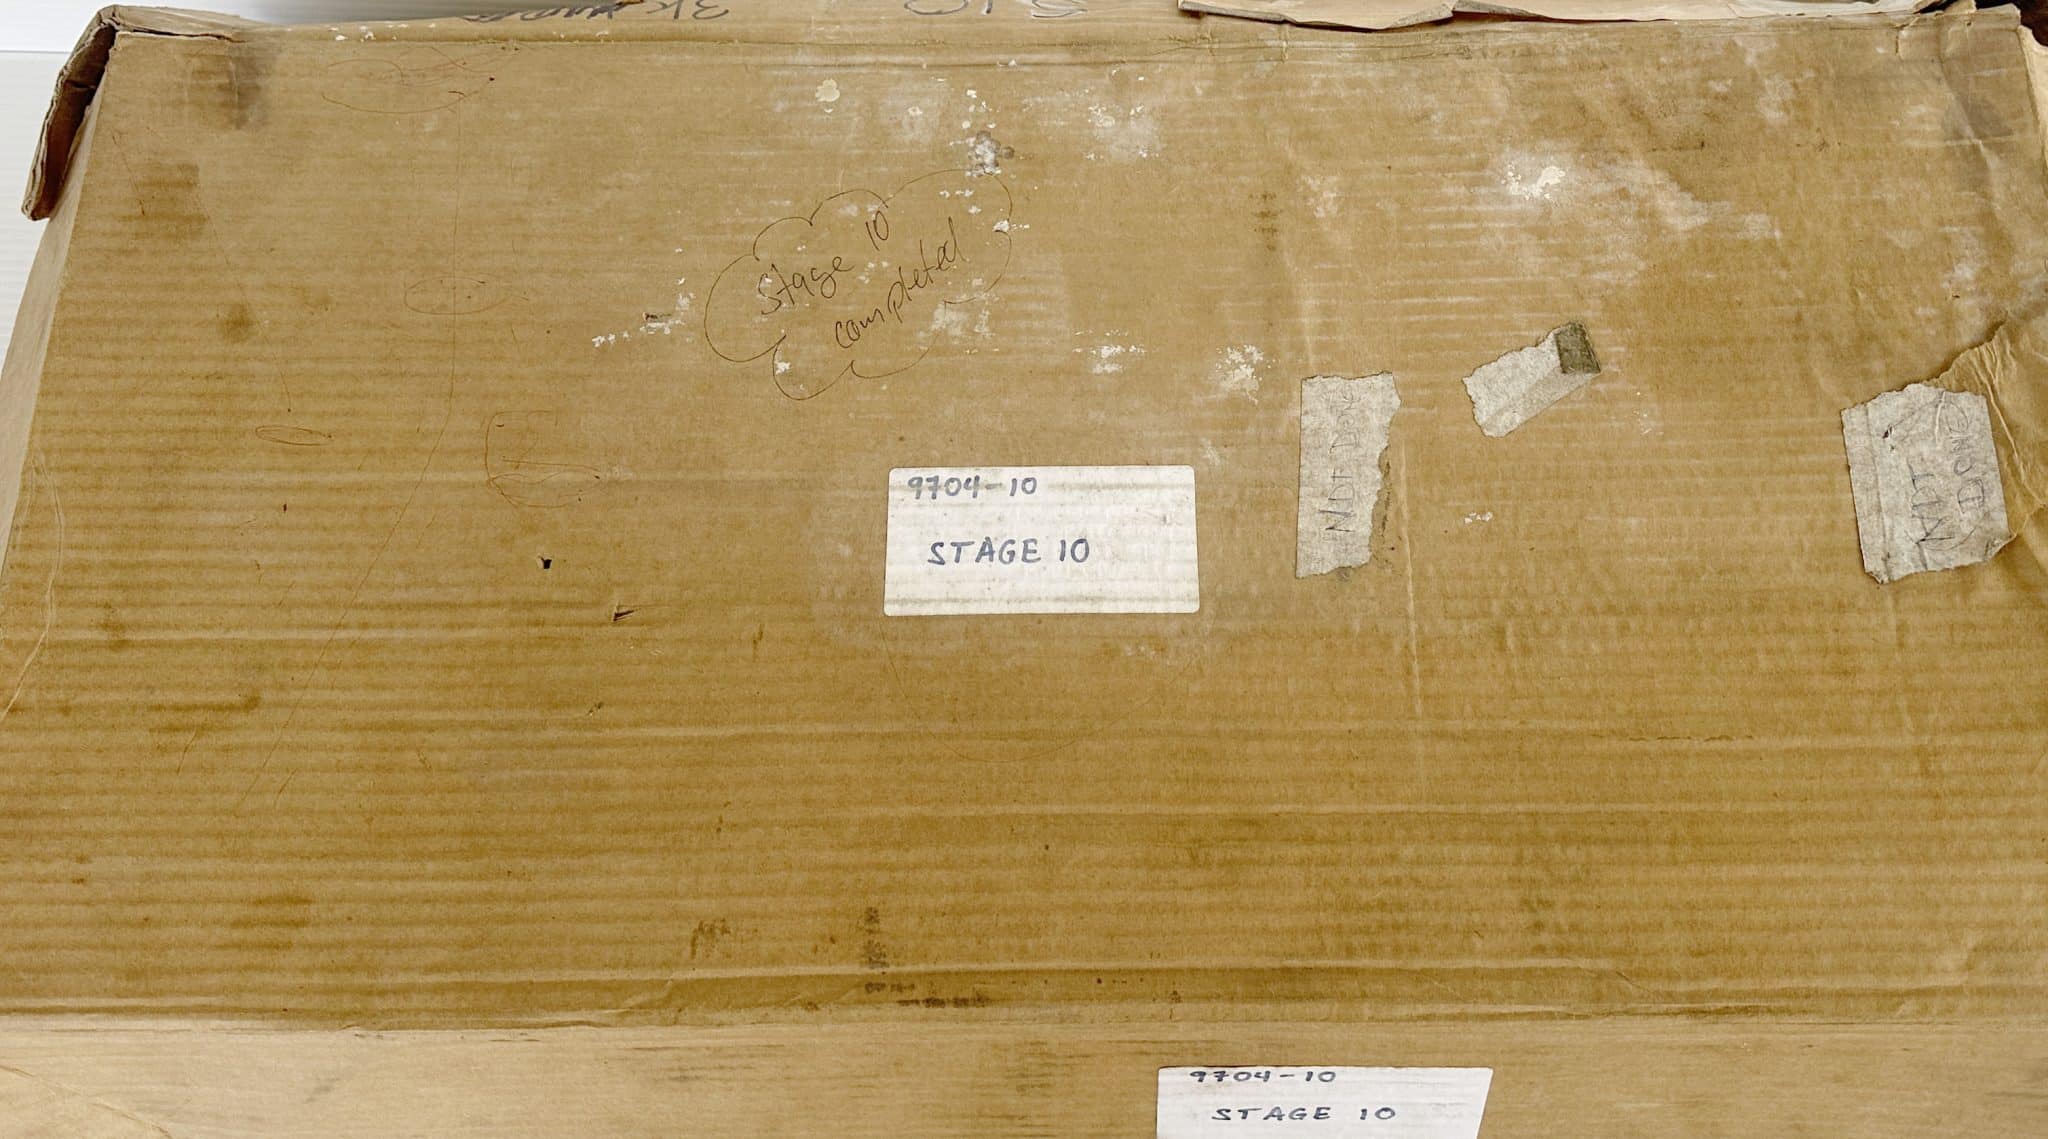 Stage 10
completed
9704-10
STAGE 10
NDT Done
NDT
DONE
9704-10
STAGE 10